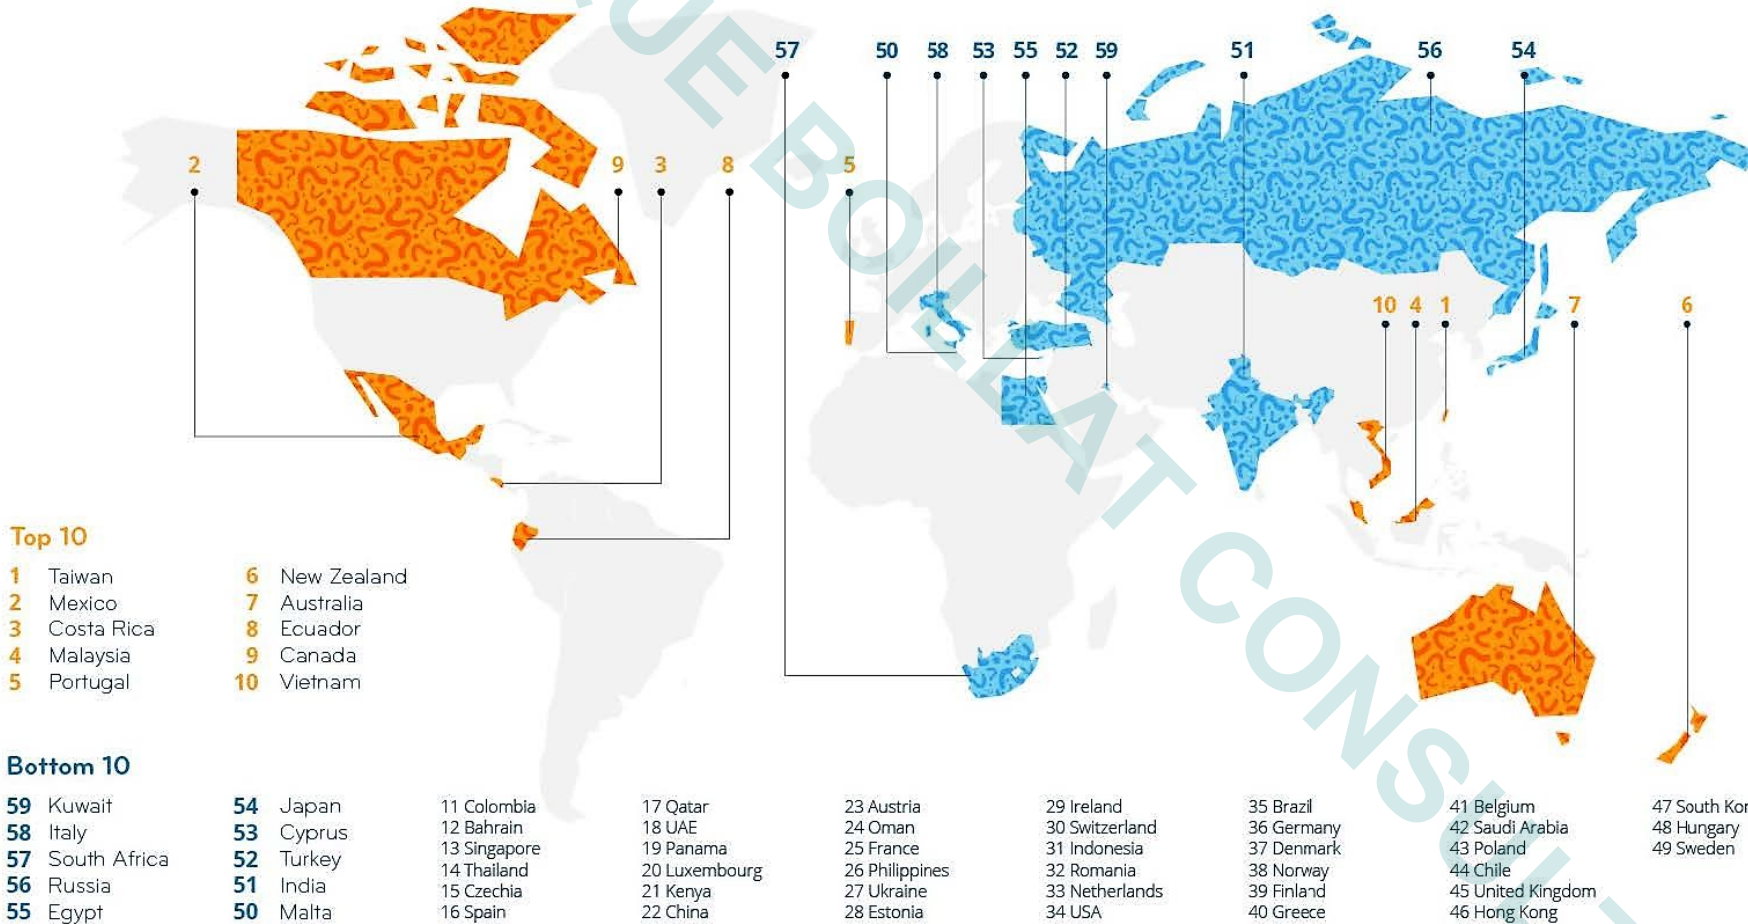 57 50 58 53 55 52 59 51 56 54
2 9 3 8 5
10 4 1 7 6
Top 10
1 Taiwan
2 Mexico
3 Costa Rica
4 Malaysia
5 Portugal
6 New Zealand
7 Australia
8 Ecuador
9 Canada
10 Vietnam
Bottom 10
59 Kuwait
58 Italy
57 South Africa
56 Russia
55 Egypt
54 Japan
53 Cyprus
52 Turkey
51 India
50 Malta
11 Colombia
12 Bahrain
13 Singapore
14 Thailand
15 Czechia
16 Spain
17 Qatar
18 UAE
19 Panama
20 Luxembourg
21 Kenya
22 China
23 Austria
24 Oman
25 France
26 Philippines
27 Ukraine
28 Estonia
29 Ireland
30 Switzerland
31 Indonesia
32 Romania
33 Netherlands
34 USA
35 Brazil
36 Germany
37 Denmark
38 Norway
39 Finland
40 Greece
41 Belgium
42 Saudi Arabia
43 Poland
44 Chile
45 United Kingdom
46 Hong Kong
47 South Kor
48 Hungary
49 Sweden
UE BOILLAT CONSULT